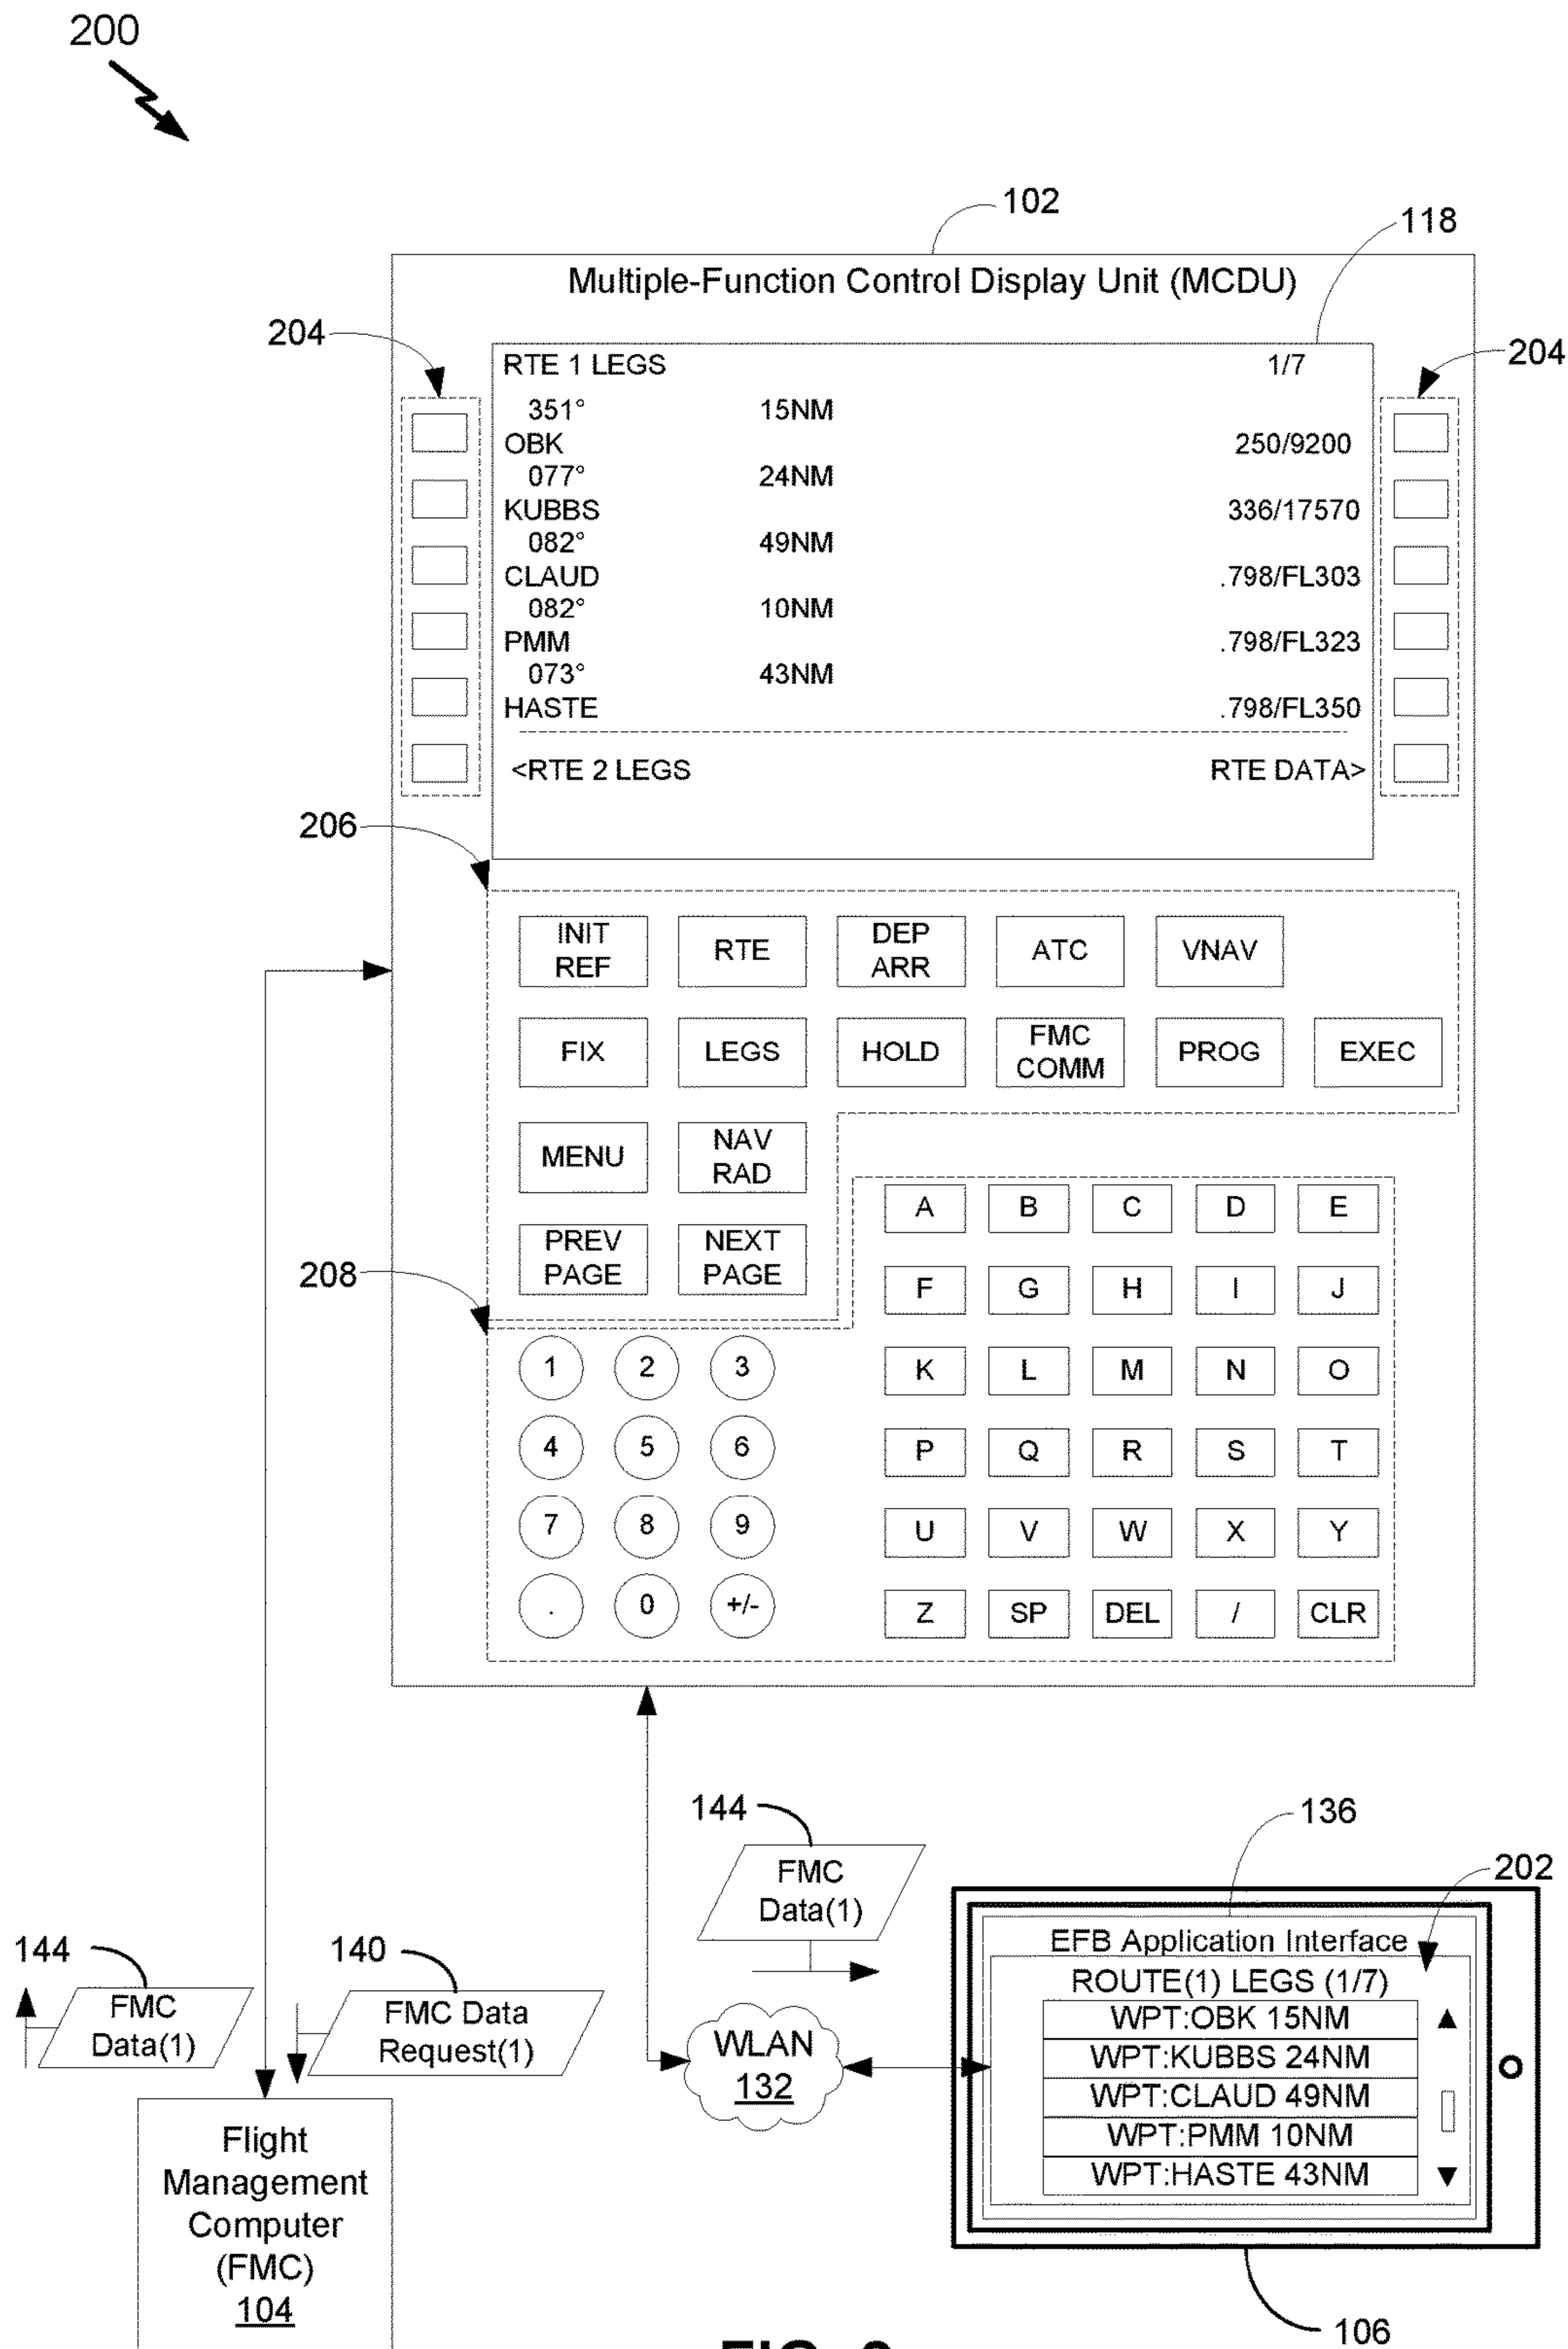 200
102
118
Multiple-Function Control Display Unit (MCDU)
204
204
RTE 1 LEGS 1/7
351° 15NM
OBK 250/9200
077° 24NM
KUBBS 336/17570
082° 49NM
CLAUD .798/FL303
082° 10NM
PMM .798/FL323
073° 43NM
HASTE .798/FL350
<RTE 2 LEGS RTE DATA>
206
INIT
REF
RTE
DEP
ARR
ATC
VNAV
FIX
LEGS
HOLD
FMC
COMM
PROG
EXEC
MENU
NAV
RAD
PREV
PAGE
NEXT
PAGE
208
1 2 3
4 5 6
7 8 9
. 0 +/-
A B C D E
F G H I J
K L M N O
P Q R S T
U V W X Y
Z SP DEL / CLR
144
FMC
Data(1)
136
202
EFB Application Interface
ROUTE(1) LEGS (1/7)
WPT:OBK 15NM
WPT:KUBBS 24NM
WPT:CLAUD 49NM
WPT:PMM 10NM
WPT:HASTE 43NM
106
WLAN
132
144
FMC
Data(1)
140
FMC Data
Request(1)
Flight
Management
Computer
(FMC)
104